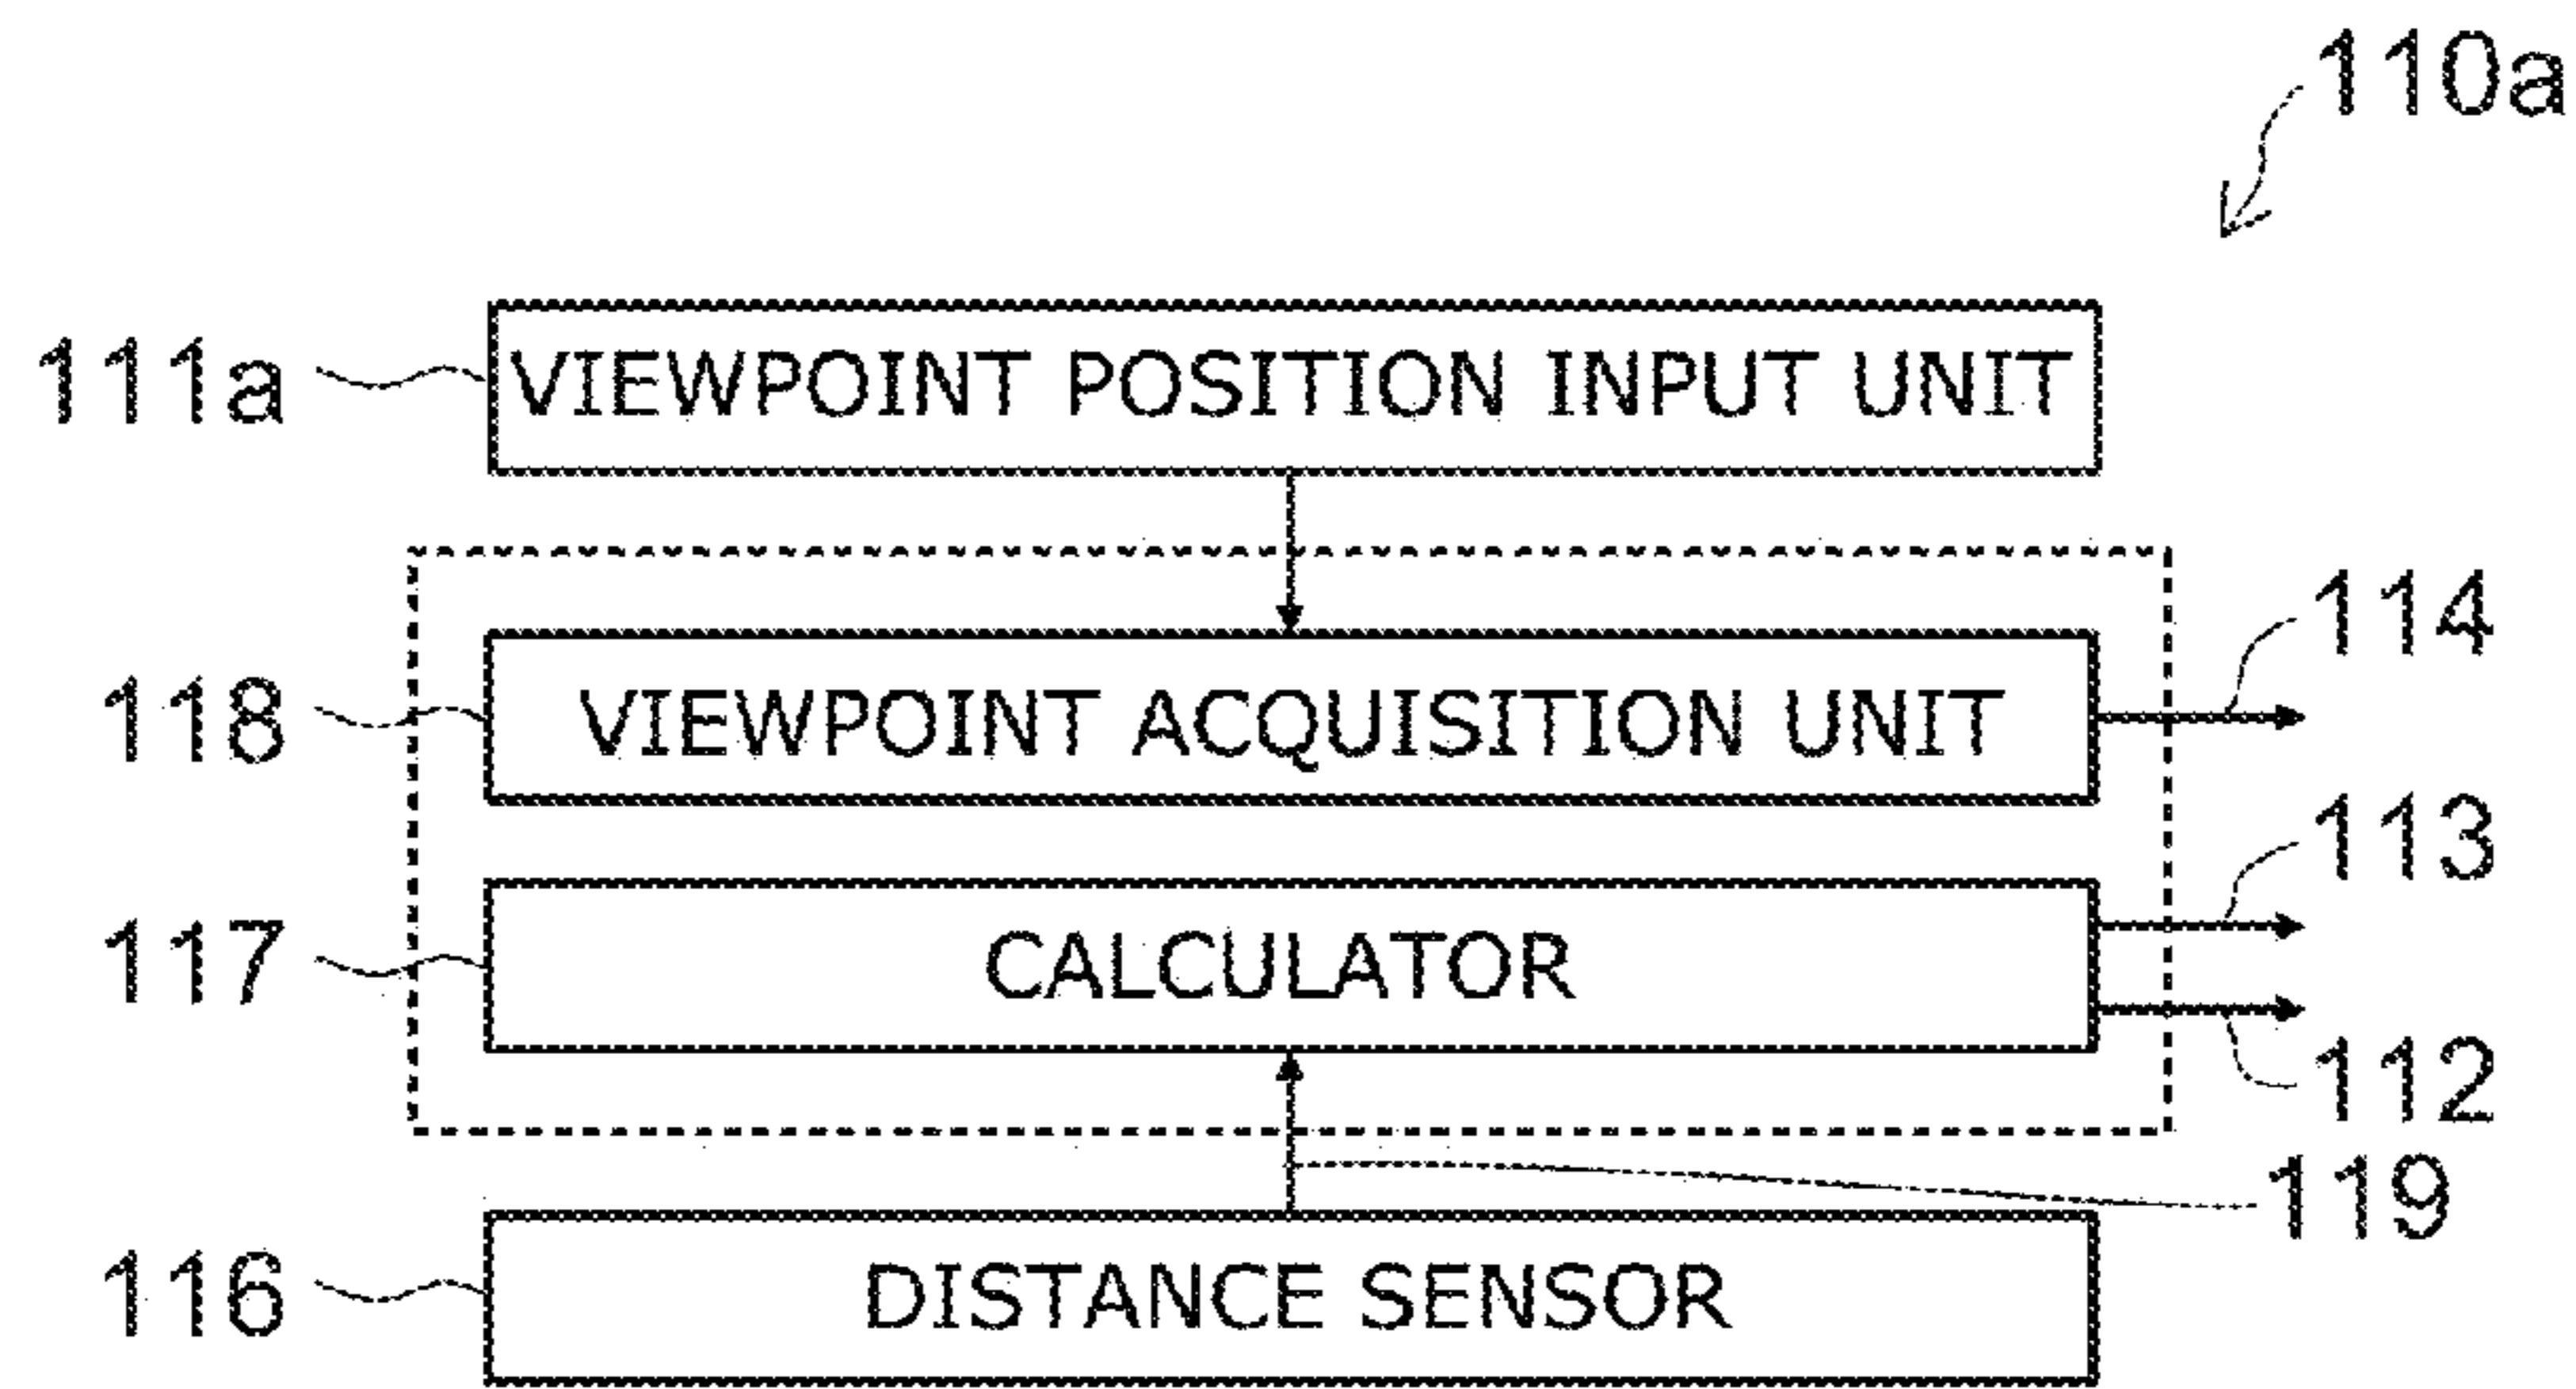 110a
111a VIEWPOINT POSITION INPUT UNIT
114
118 VIEWPOINT ACQUISITION UNIT
113
117 CALCULATOR
112
119
116 DISTANCE SENSOR